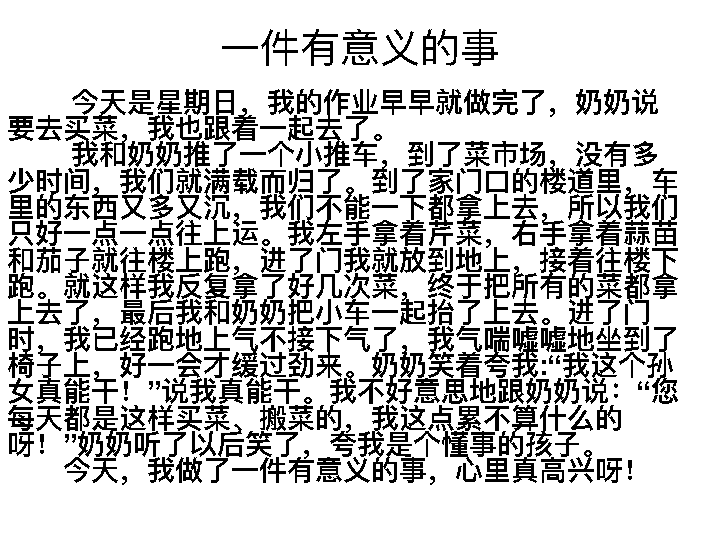 一件有意义的事
今天是星期日，我的作业早早就做完了，奶奶说
要去买菜，我也跟着一起去了。
我和奶奶推了一个小推车，到了菜市场，没有多
少时间，我们就满载而归了。到了家门口的楼道里，车
里的东西又多又沉，我们不能一下都拿上去，所以我们
只好一点一点往上运。我左手拿着芹菜，右手拿着蒜苗
和茄子就往楼上跑，进了门我就放到地上，接着往楼下
跑。就这样我反复拿了好几次菜，终于把所有的菜都拿
上去了，最后我和奶奶把小车一起抬了上去。进了门
时，我已经跑地上气不接下气了，我气喘嘘嘘地坐到了
椅子上，好一会才缓过劲来。奶奶笑着夸我:“我这个孙
女真能干！”说我真能干。我不好意思地跟奶奶说：“您
每天都是这样买菜、搬菜的，我这点累不算什么的
呀！”奶奶听了以后笑了，夸我是个懂事的孩子。
今天，我做了一件有意义的事，心里真高兴呀！